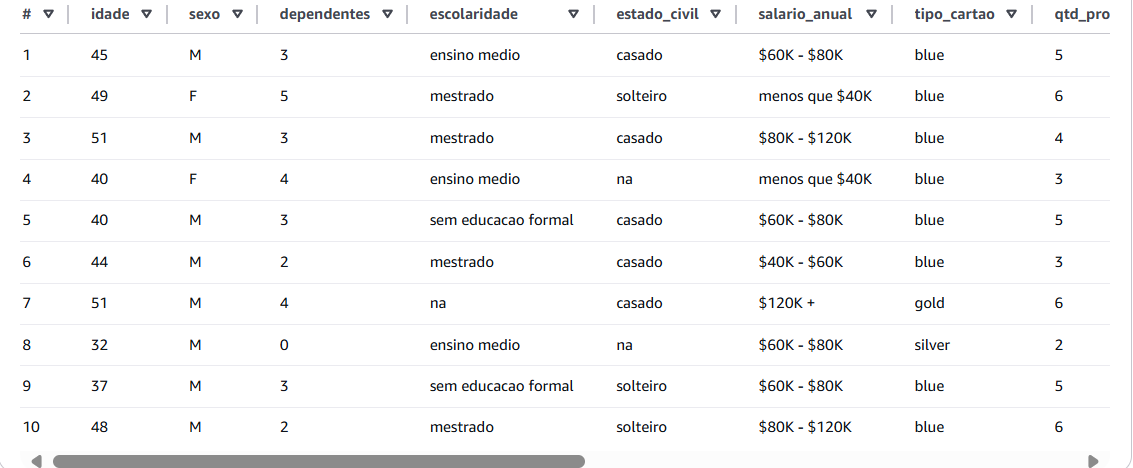 # idade sexo dependentes escolaridade estado_civil salario_anual tipo_cartao qtd_pro
1 45 M 3 ensino medio casado $60K - $80K blue 5
2 49 F 5 mestrado solteiro menos que $40K blue 6
3 51 M 3 mestrado casado $80K - $120K blue 4
4 40 F 4 ensino medio na menos que $40K blue 3
5 40 M 3 sem educacao formal casado $60K - $80K blue 5
6 44 M 2 mestrado casado $40K - $60K blue 3
7 51 M 4 na casado $120K + gold 6
8 32 M 0 ensino medio na $60K - $80K silver 2
9 37 M 3 sem educacao formal solteiro $60K - $80K blue 5
10 48 M 2 mestrado solteiro $80K - $120K blue 6